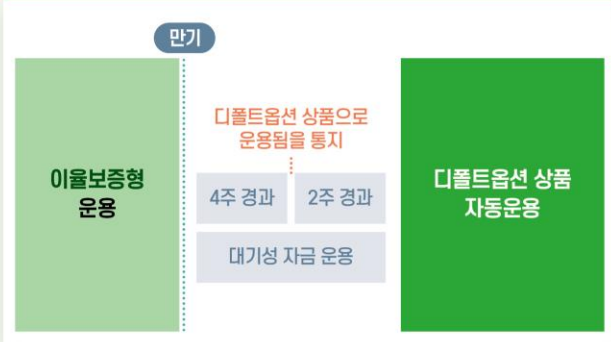 만기
이율보증형
운용
디폴트옵션 상품으로
운용됨을 통지
4주 경과
2주 경과
대기성 자금 운용
디폴트옵션 상품
자동운용